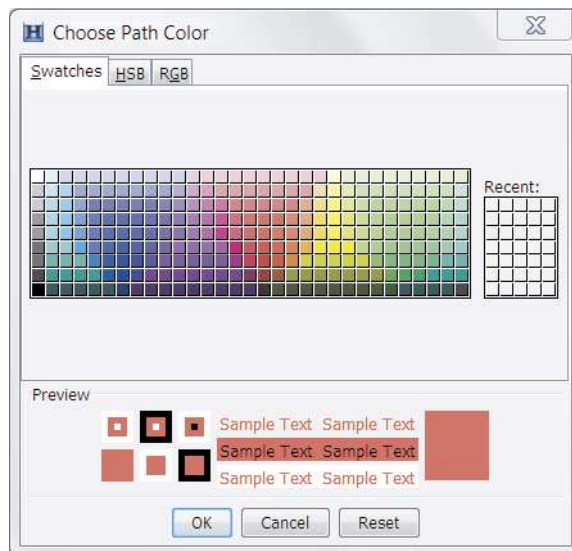 H Choose Path Color
Swatches HSB RGB
Recent:
Preview
Sample Text Sample Text
Sample Text Sample Text
Sample Text Sample Text
OK Cancel Reset